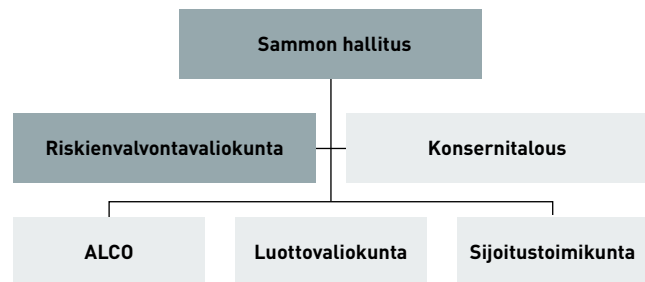 Sammon hallitus
Riskienvalvontavaliokunta
Konsernitalous
ALCO
Luottovaliokunta
Sijoitustoimikunta